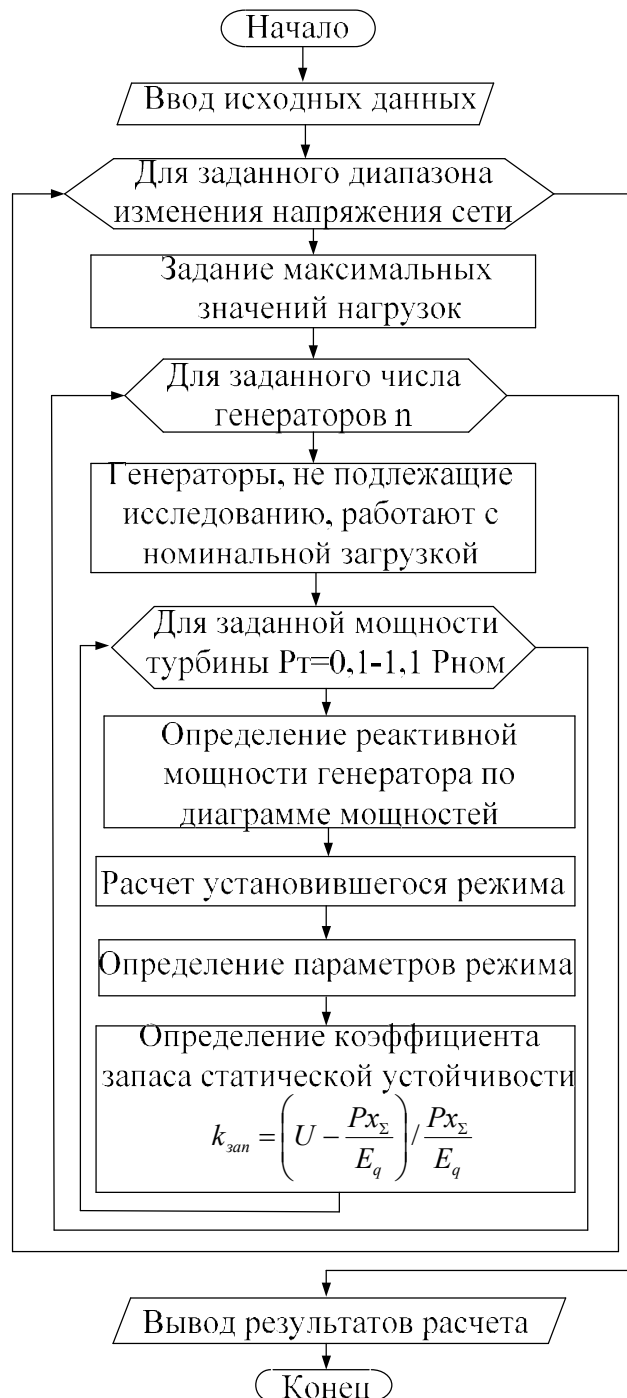 Начало
Ввод исходных данных
Для заданного диапазона
изменения напряжения сети
Задание максимальных
значений нагрузок
Для заданного числа
генераторов n
Генераторы, не подлежащие
исследованию, работают с
номинальной загрузкой
Для заданной мощности
турбины Рт=0,1-1,1 Рном
Определение реактивной
мощности генератора по
диаграмме мощностей
Расчет установившегося режима
Определение параметров режима
Определение коэффициента
запаса статической устойчивости
k_{зап} = (U - Px_Σ / E_q) / Px_Σ / E_q
Вывод результатов расчета
Конец